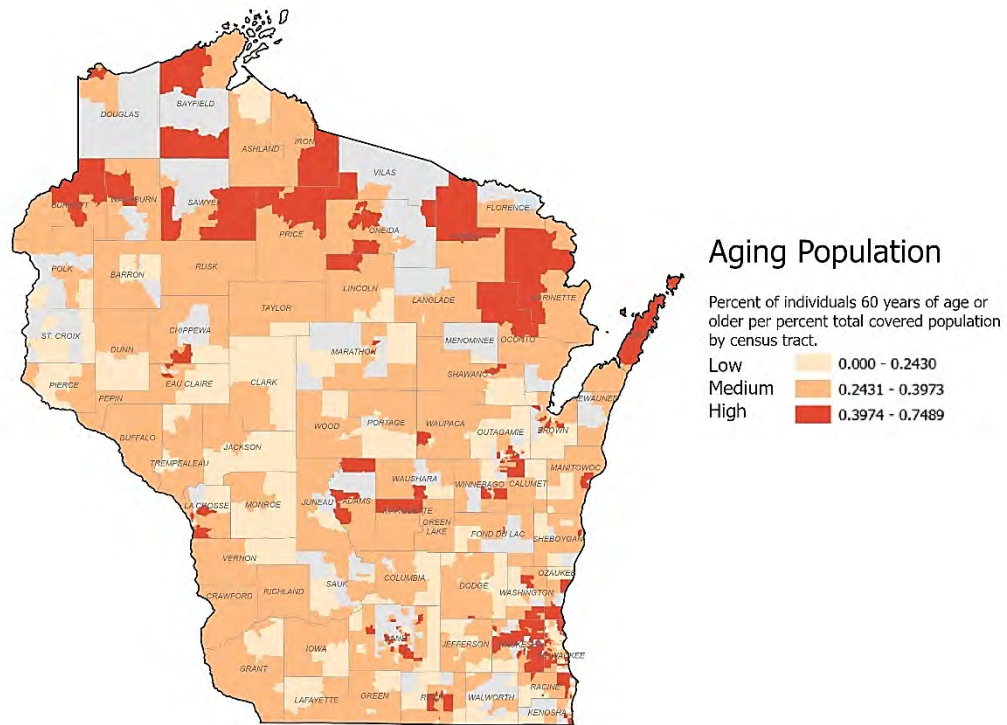 DOUGLAS
BAYFIELD
ASHLAND
IRON
VILAS
FLORENCE
SAWYER
PRICE
ONEIDA
POLK
BARRON
RUSK
LINCOLN
LANGLADE
TAYLOR
CHIPPEWA
ST. CROIX
DUNN
MARATHON
MENOMINEE
OCONTO
SHAWANO
PIERCE
PEPIN
EAU CLAIRE
CLARK
BUFFALO
TREMPEALEAU
JACKSON
WOOD
PORTAGE
WAUPACA
OUTAGAMIE
BROWN
LA CROSSE
MONROE
JUNEAU
ADAMS
WAUSHARA
WINNEBAGO
CALUMET
MANITOWOC
GREEN
LAKE
FOND DU LAC
SHEBOYGAN
VERNON
CRAWFORD
RICHLAND
SAUK
COLUMBIA
DODGE
WASHINGTON
OZAUKEE
GRANT
IOWA
JEFFERSON
LAFAYETTE
GREEN
WALWORTH
RACINE
KENOSHA
Aging Population
Percent of individuals 60 years of age or
older per percent total covered population
by census tract.
Low 0.000 - 0.2430
Medium 0.2431 - 0.3973
High 0.3974 - 0.7489